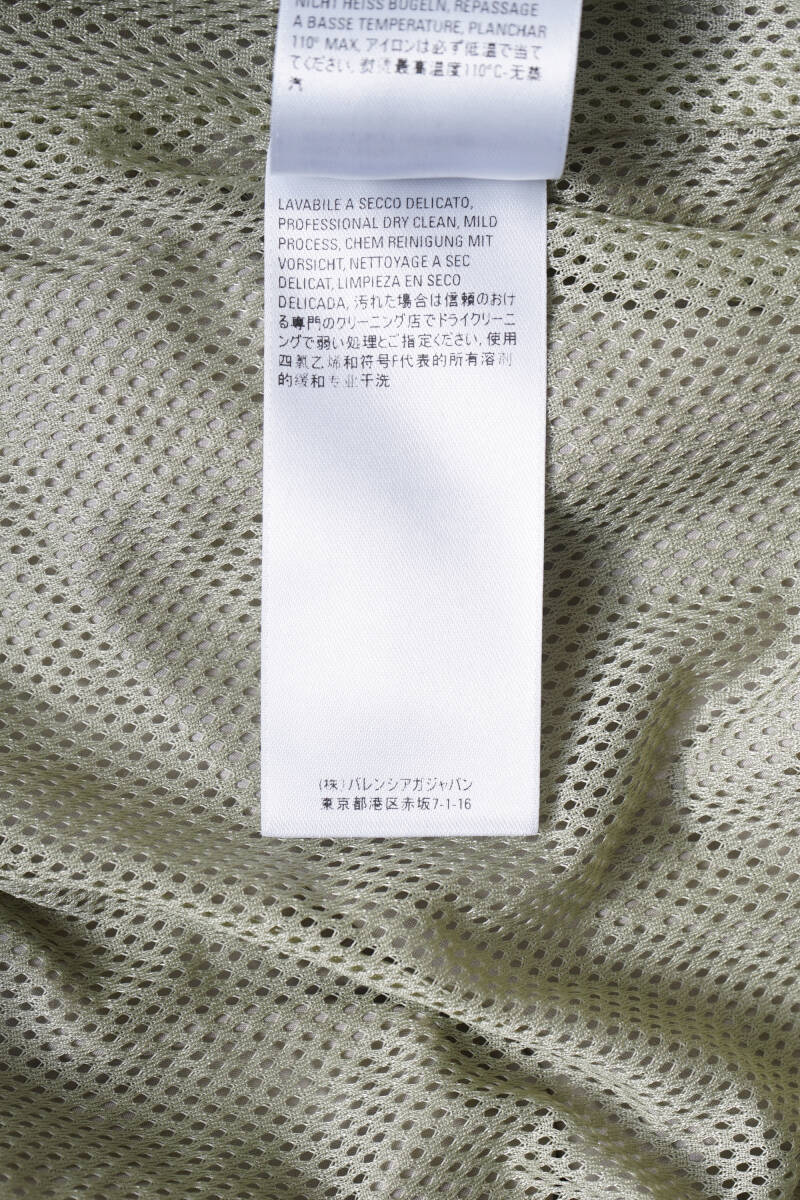 NICHT HEISS BÜGELN, REPASSAGE
A BASSE TEMPERATURE, PLANCHAR
110° MAX, アイロンは必ず低温で当て
てください, 熨烫最高温度110°C-无蒸
汽
LAVABILE A SECCO DELICATO,
PROFESSIONAL DRY CLEAN, MILD
PROCESS, CHEM REINIGUNG MIT
VORSICHT, NETTOYAGE A SEC
DELICAT, LIMPIEZA EN SECO
DELICADA, 汚れた場合は信頼のおけ
る専門のクリーニング店でドライクリーニ
ングで弱い処理とご指定ください, 使用
四氯乙烯和符号F代表的所有溶剂
的缓和专业干洗
(株)バレンシアガジャパン
東京都港区赤坂7-1-16